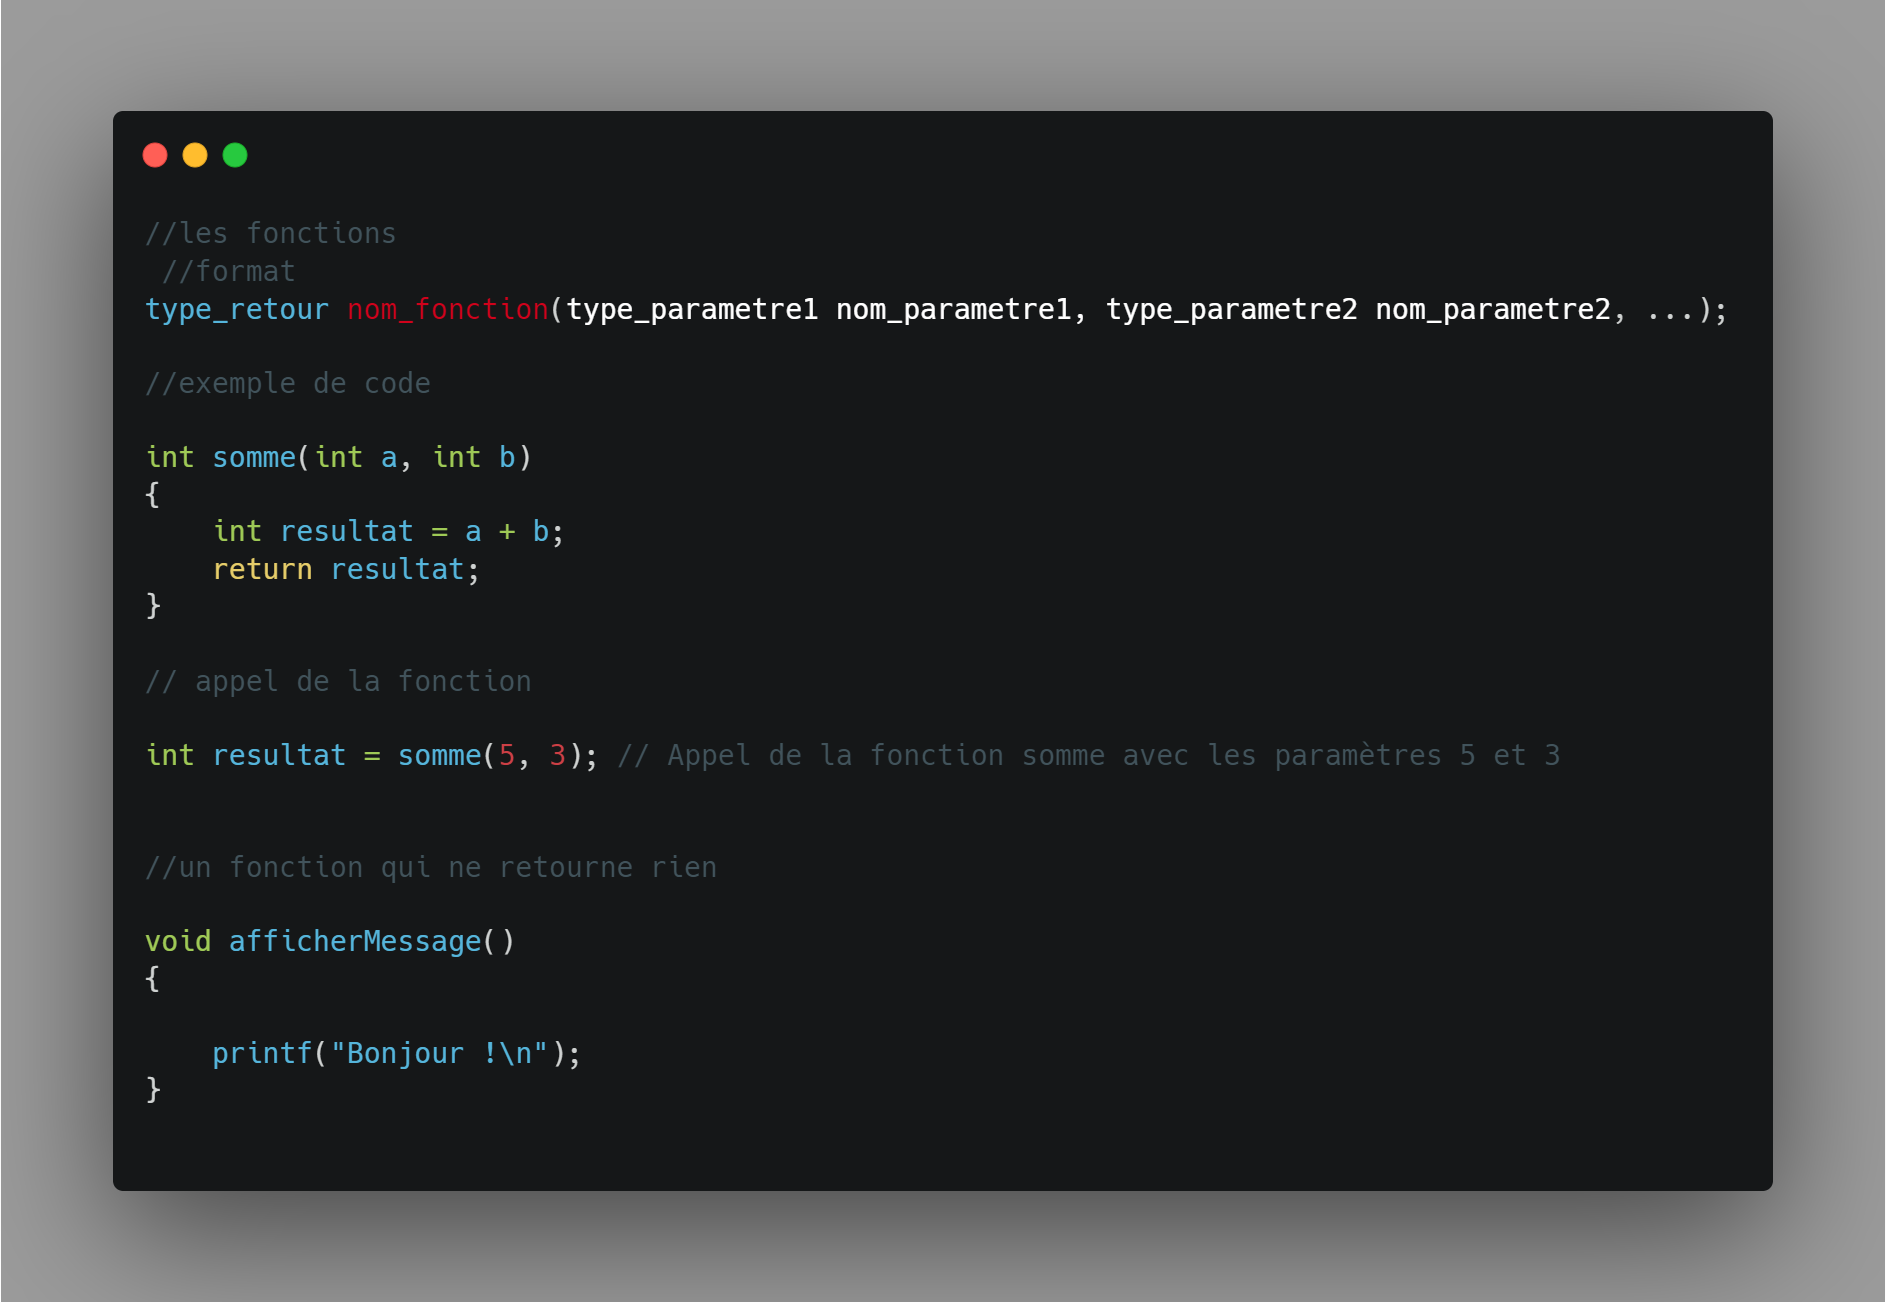 //les fonctions
 //format
type_retour nom_fonction(type_parametre1 nom_parametre1, type_parametre2 nom_parametre2, ...);
//exemple de code
int somme(int a, int b)
{
    int resultat = a + b;
    return resultat;
}
// appel de la fonction
int resultat = somme(5, 3); // Appel de la fonction somme avec les paramètres 5 et 3
//un fonction qui ne retourne rien
void afficherMessage()
{
    printf("Bonjour !\n");
}